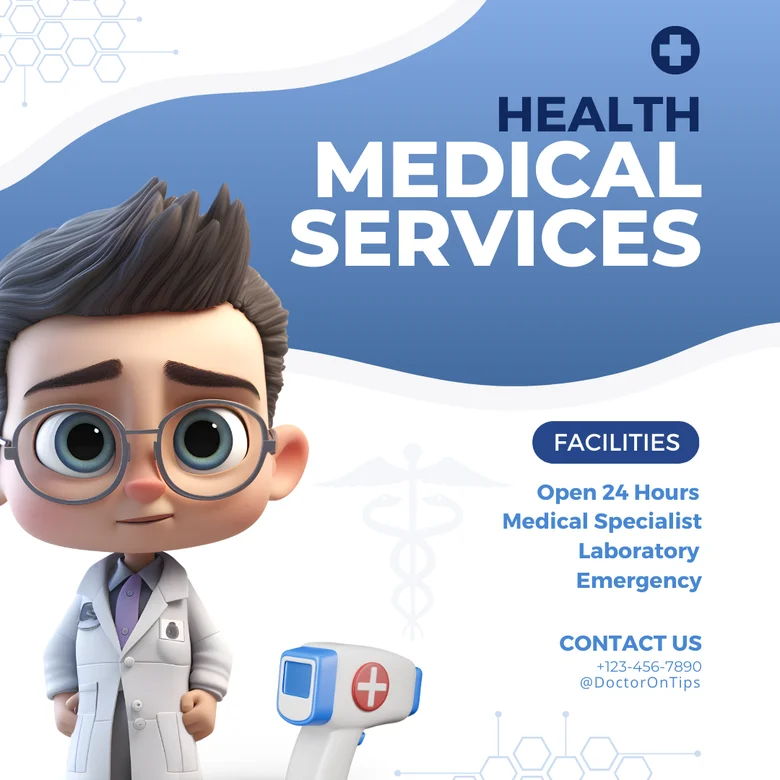 HEALTH
MEDICAL
SERVICES
FACILITIES
Open 24 Hours
Medical Specialist
Laboratory
Emergency
CONTACT US
+123-456-7890
@DoctorOnTips